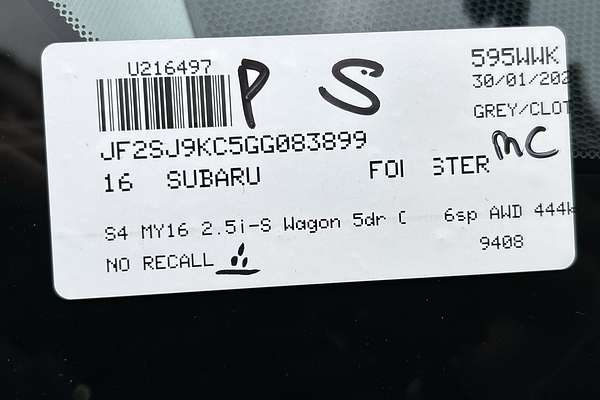 U216497 P S 595WWK
30/01/202
GREY/CLOT
JF2SJ9KC5GG083899 MC
16 SUBARU FO STER
S4 MY16 2.5i-S Wagon 5dr C 6sp AWD 444k
9408
NO RECALL